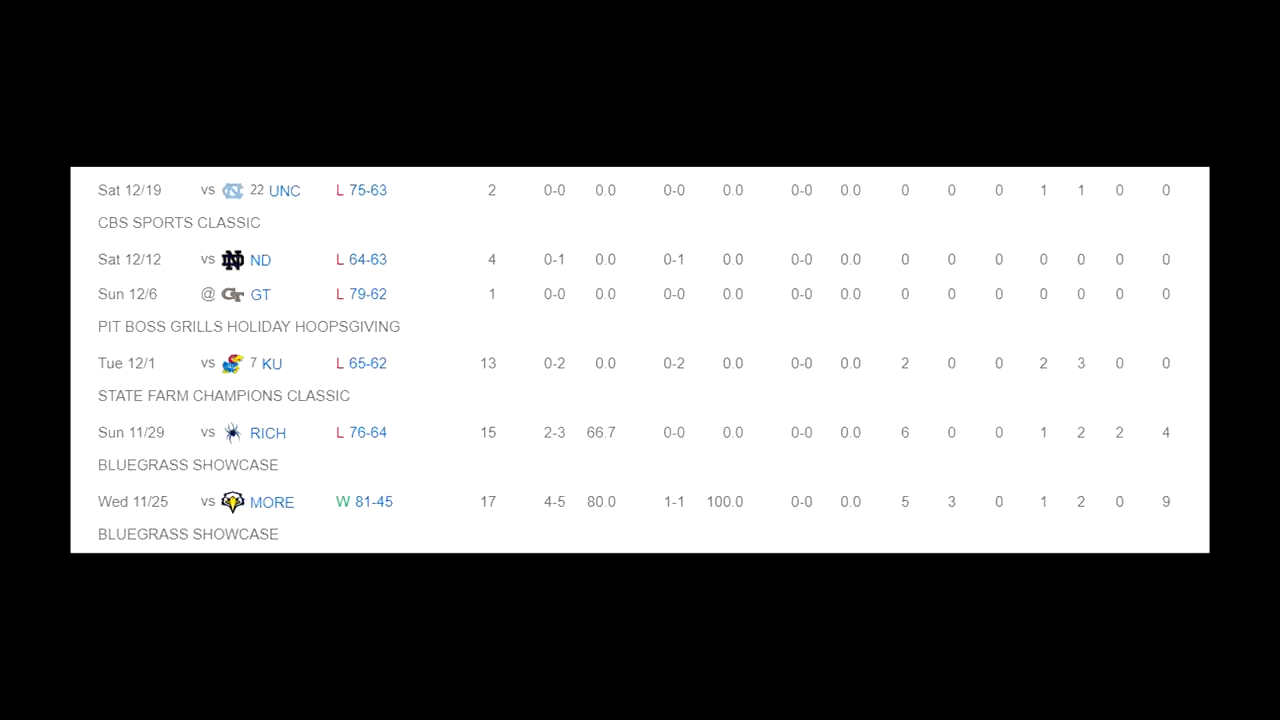 Sat 12/19 vs 22 UNC L 75-63 2 0-0 0.0 0-0 0.0 0-0 0.0 0 0 0 1 1 0 0
CBS SPORTS CLASSIC
Sat 12/12 vs ND L 64-63 4 0-1 0.0 0-1 0.0 0-0 0.0 0 0 0 0 0 0 0
Sun 12/6 @ GT GT L 79-62 1 0-0 0.0 0-0 0.0 0-0 0.0 0 0 0 0 0 0 0
PIT BOSS GRILLS HOLIDAY HOOPSGIVING
Tue 12/1 vs 7 KU L 65-62 13 0-2 0.0 0-2 0.0 0-0 0.0 2 0 0 2 3 0 0
STATE FARM CHAMPIONS CLASSIC
Sun 11/29 vs RICH L 76-64 15 2-3 66.7 0-0 0.0 0-0 0.0 6 0 0 1 2 2 4
BLUEGRASS SHOWCASE
Wed 11/25 vs MORE W 81-45 17 4-5 80.0 1-1 100.0 0-0 0.0 5 3 0 1 2 0 9
BLUEGRASS SHOWCASE